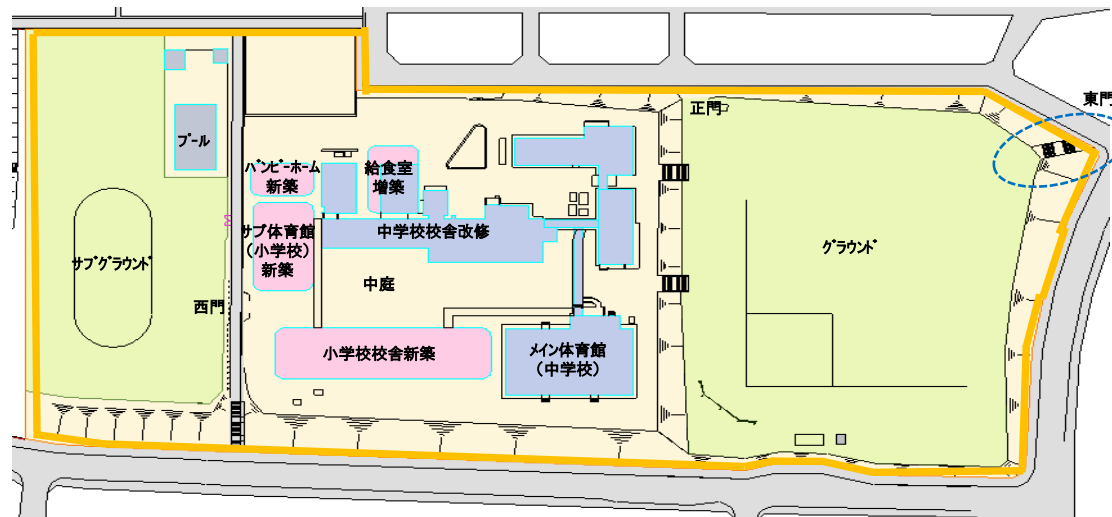 東門
正門
プール
バンビーホーム
新築
給食室
増築
サブ体育館
(小学校)
新築
中学校校舎改修
グラウンド
サブグラウンド
中庭
西門
小学校校舎新築
メイン体育館
(中学校)